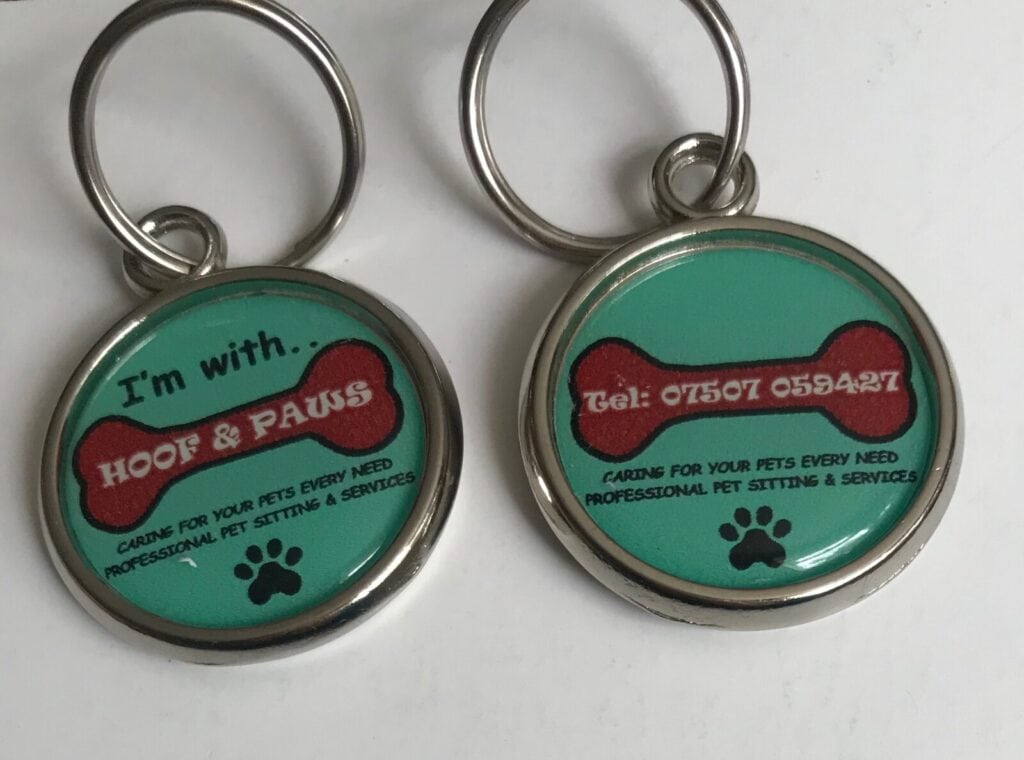 I'm with..
HOOF & PAWS
CARING FOR YOUR PETS EVERY NEED
PROFESSIONAL PET SITTING & SERVICES
Tel: 07507 059427
CARING FOR YOUR PETS EVERY NEED
PROFESSIONAL PET SITTING & SERVICES